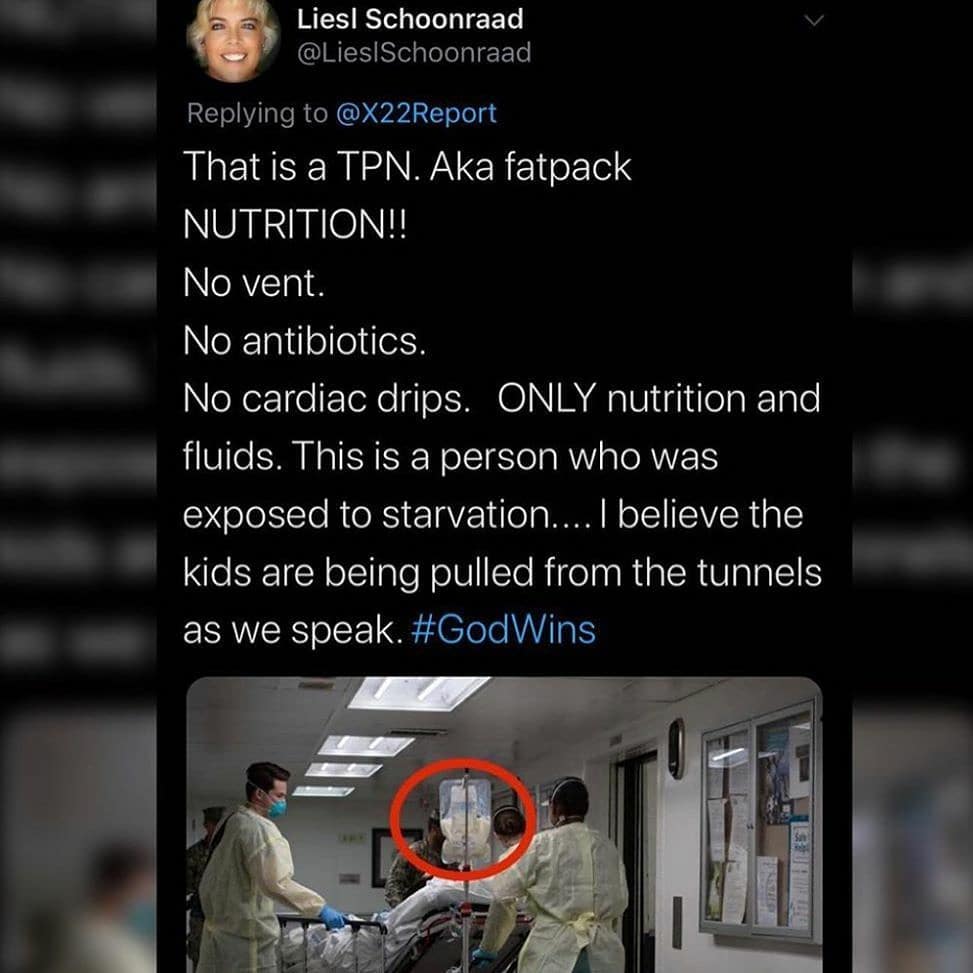 Liesl Schoonraad
@LieslSchoonraad
Replying to @X22Report
That is a TPN. Aka fatpack
NUTRITION!!
No vent.
No antibiotics.
No cardiac drips. ONLY nutrition and
fluids. This is a person who was
exposed to starvation.... I believe the
kids are being pulled from the tunnels
as we speak. #GodWins